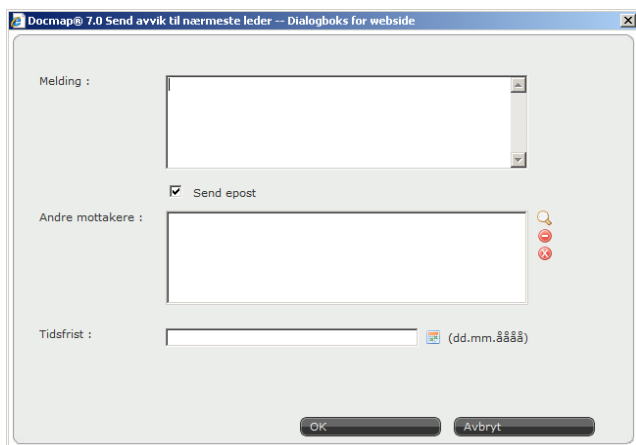 Docmap® 7.0 Send avvik til nærmeste leder -- Dialogboks for webside
Melding :
Send epost
Andre mottakere :
Tidsfrist :
(dd.mm.åååå)
OK
Avbryt